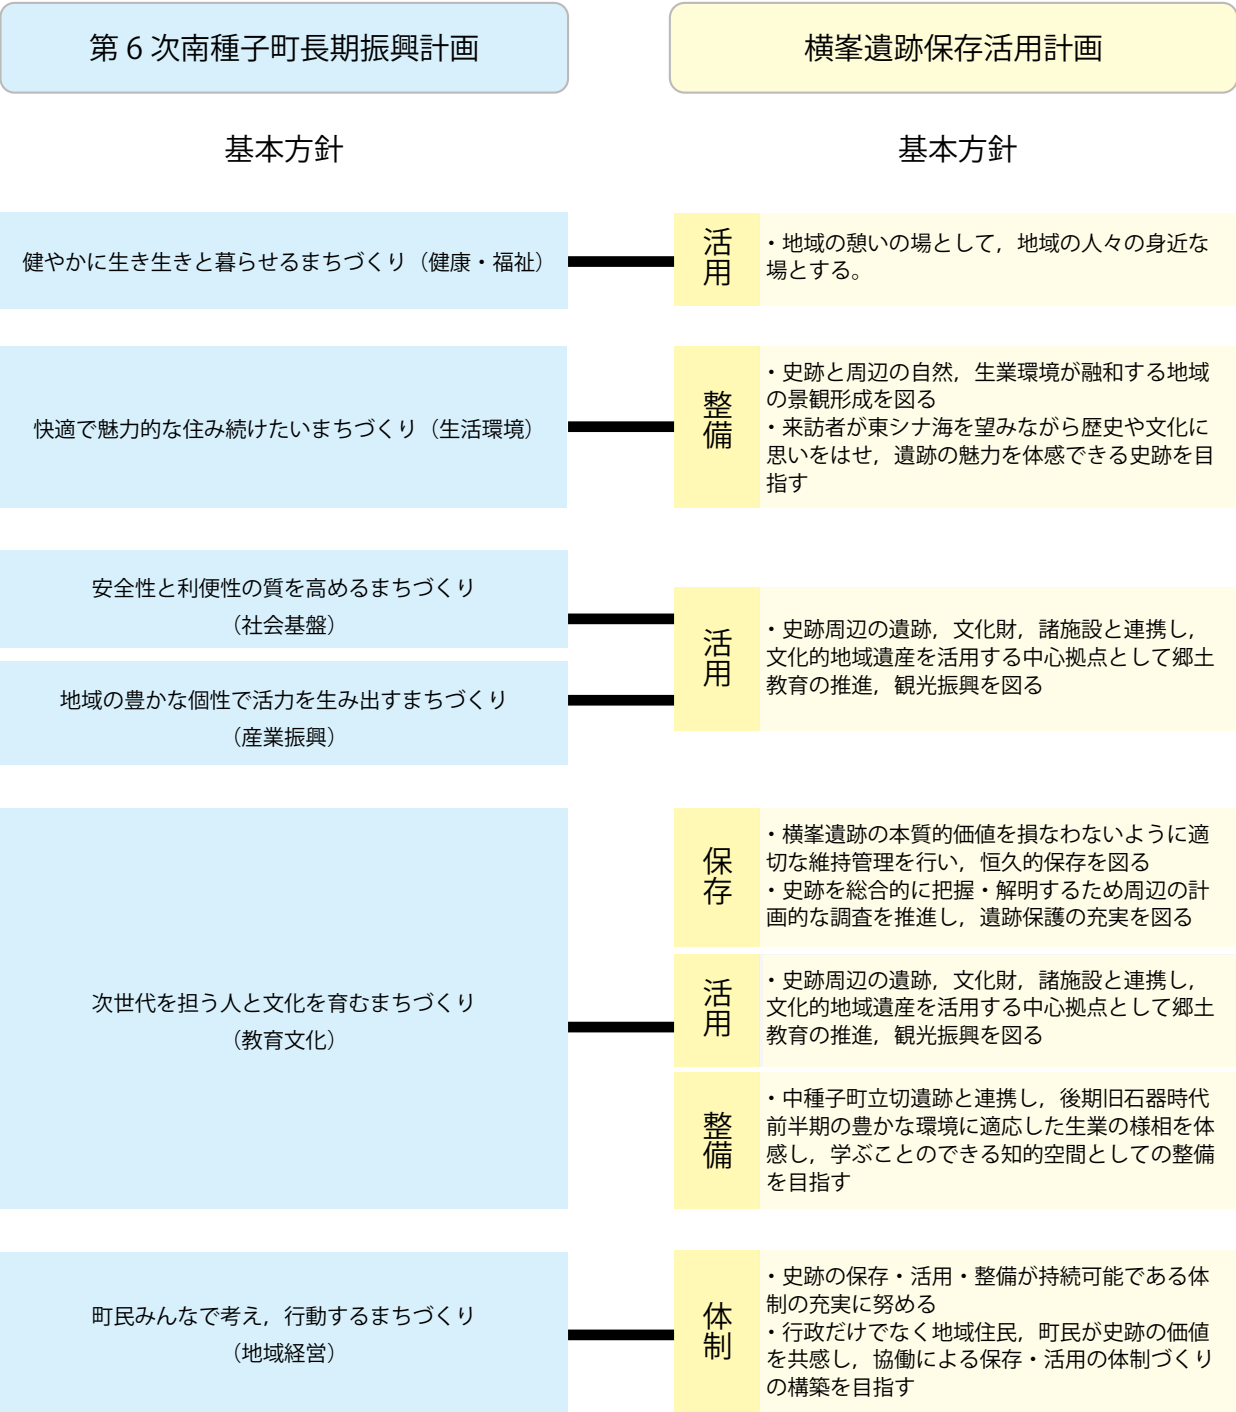 第６次南種子町長期振興計画
横峯遺跡保存活用計画
基本方針
基本方針
健やかに生き生きと暮らせるまちづくり（健康・福祉）
活用
・地域の憩いの場として，地域の人々の身近な
場とする。
快適で魅力的な住み続けたいまちづくり（生活環境）
整備
・史跡と周辺の自然，生業環境が融和する地域
の景観形成を図る
・来訪者が東シナ海を望みながら歴史や文化に
思いをはせ，遺跡の魅力を体感できる史跡を目
指す
安全性と利便性の質を高めるまちづくり
（社会基盤）
地域の豊かな個性で活力を生み出すまちづくり
（産業振興）
活用
・史跡周辺の遺跡，文化財，諸施設と連携し，
文化的地域遺産を活用する中心拠点として郷土
教育の推進，観光振興を図る
次世代を担う人と文化を育むまちづくり
（教育文化）
保存
・横峯遺跡の本質的価値を損なわないように適
切な維持管理を行い，恒久的保存を図る
・史跡を総合的に把握・解明するため周辺の計
画的な調査を推進し，遺跡保護の充実を図る
活用
・史跡周辺の遺跡，文化財，諸施設と連携し，
文化的地域遺産を活用する中心拠点として郷土
教育の推進，観光振興を図る
整備
・中種子町立切遺跡と連携し，後期旧石器時代
前半期の豊かな環境に適応した生業の様相を体
感し，学ぶことのできる知的空間としての整備
を目指す
町民みんなで考え，行動するまちづくり
（地域経営）
体制
・史跡の保存・活用・整備が持続可能である体
制の充実に努める
・行政だけでなく地域住民，町民が史跡の価値
を共感し，協働による保存・活用の体制づくり
の構築を目指す